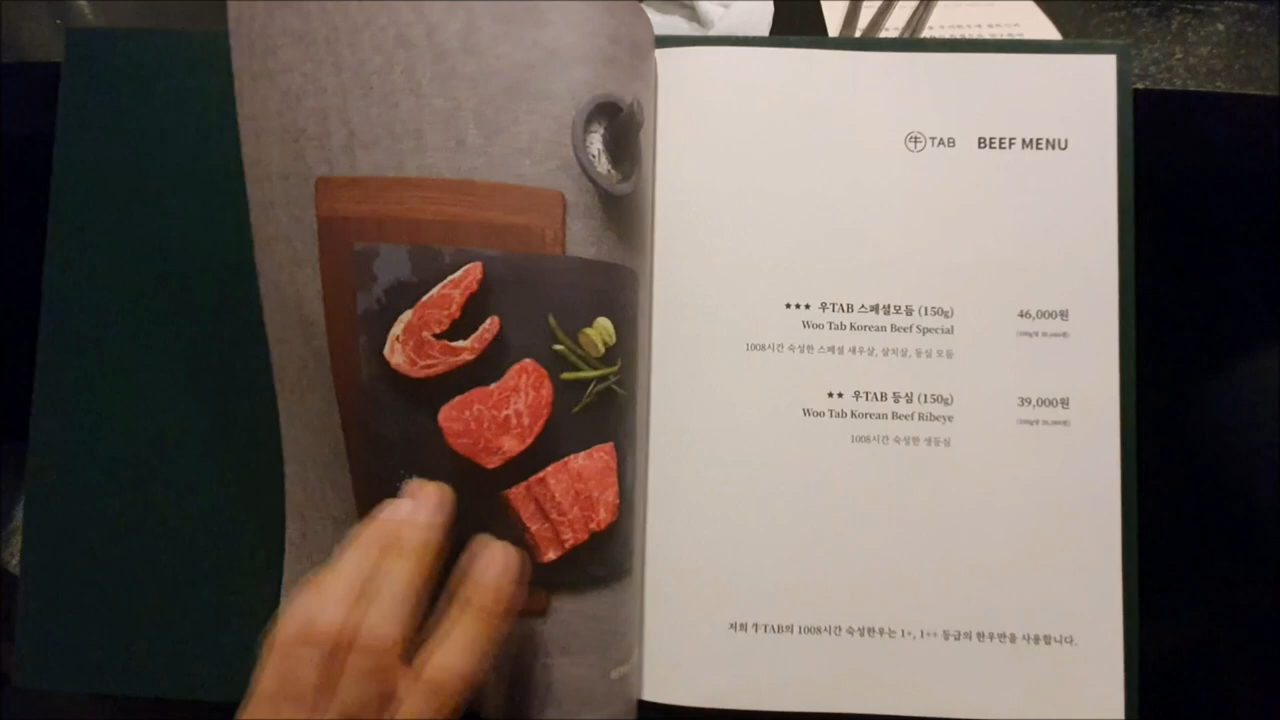 牛 TAB BEEF MENU
★★★ 우TAB 스페셜모듬 (150g) 46,000원
Woo Tab Korean Beef Special
1008시간 숙성한 스페셜 새우살, 살치살, 등심 모듬
★★ 우TAB 등심 (150g) 39,000원
Woo Tab Korean Beef Ribeye
1008시간 숙성한 생등심
저희 牛TAB의 1008시간 숙성한우는 1+, 1++ 등급의 한우만을 사용합니다.